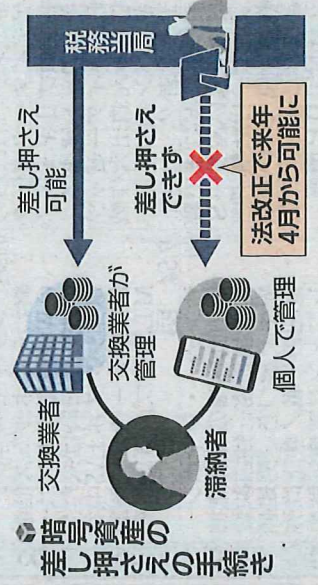 暗号資産の
差し押さえの手続き
税務当局
差し押さえ
可能
差し押さえ
できず
法改正で来年
4月から可能に
交換業者
交換業者が
管理
個人で管理
滞納者